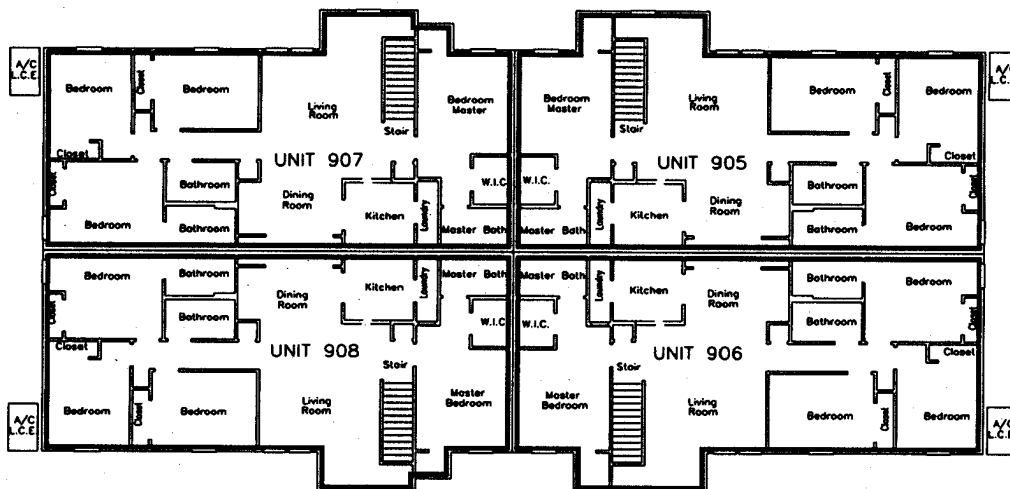 A/C
L.C.E.
Bedroom
Closet
Bedroom
Living
Room
Stair
Bedroom
Master
Closet
Closet
UNIT 907
Bathroom
Bedroom
Bathroom
Dining
Room
Kitchen
Laundry
W.I.C.
Master Bath
Bedroom
Master
Stair
Living
Room
Bedroom
Closet
Bedroom
A/C
L.C.E
UNIT 905
W.I.C.
Master Bath
Laundry
Kitchen
Dining
Room
Bathroom
Bathroom
Closet
Closet
Bedroom
Bedroom
Bathroom
Bathroom
Closet
Closet
Dining
Room
Kitchen
Laundry
Master Bath
W.I.C.
UNIT 908
Stair
Living
Room
Master
Bedroom
Bedroom
Closet
Bedroom
A/C
L.C.E.
Master Bath
W.I.C.
Laundry
Kitchen
Dining
Room
Bathroom
Bathroom
Bedroom
Closet
Closet
UNIT 906
Stair
Master
Bedroom
Living
Room
Bedroom
Closet
Bedroom
A/C
L.C.E